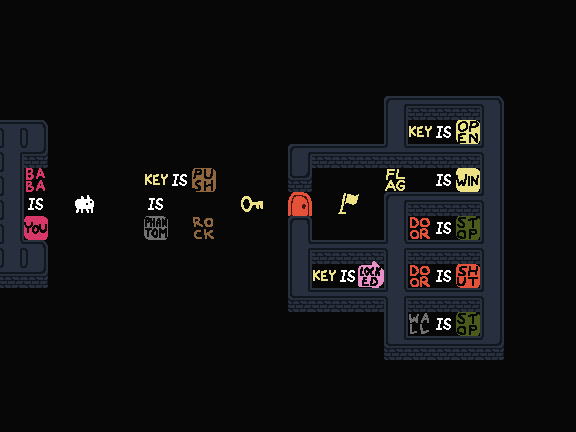 KEY IS OPEN
BABA IS YOU
KEY IS PUSH
IS
PHANTOM ROCK
FLAG IS WIN
DOOR IS STOP
KEY IS LOCKED
DOOR IS SHUT
WALL IS STOP